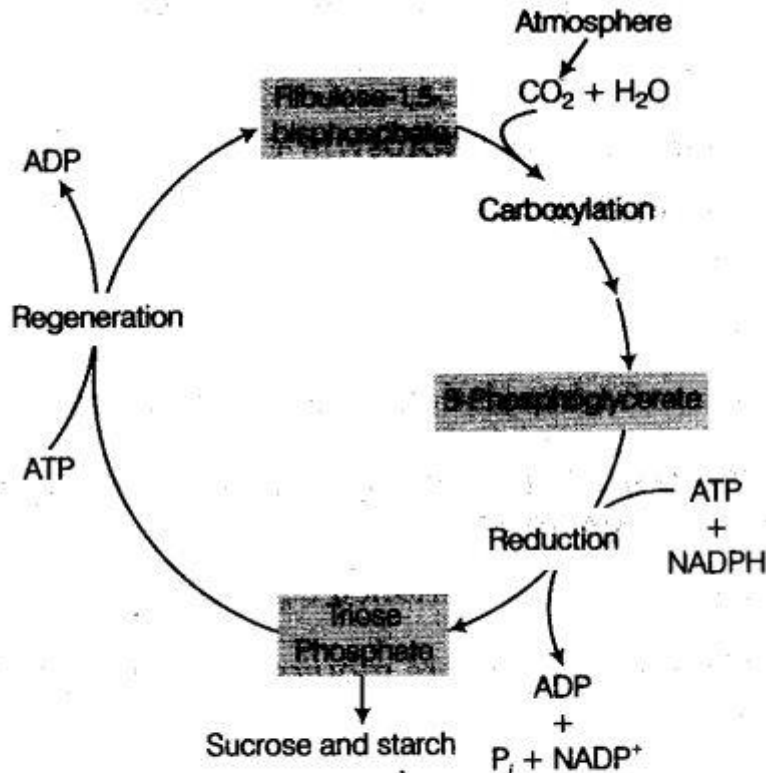 Atmosphere
CO₂ + H₂O
Ribulose-1,5-
bisphosphate
ADP
Carboxylation
Regeneration
3-Phosphoglycerate
ATP
ATP
+
NADPH
Reduction
Triose
Phosphate
ADP
+
Pᵢ + NADP⁺
Sucrose and starch